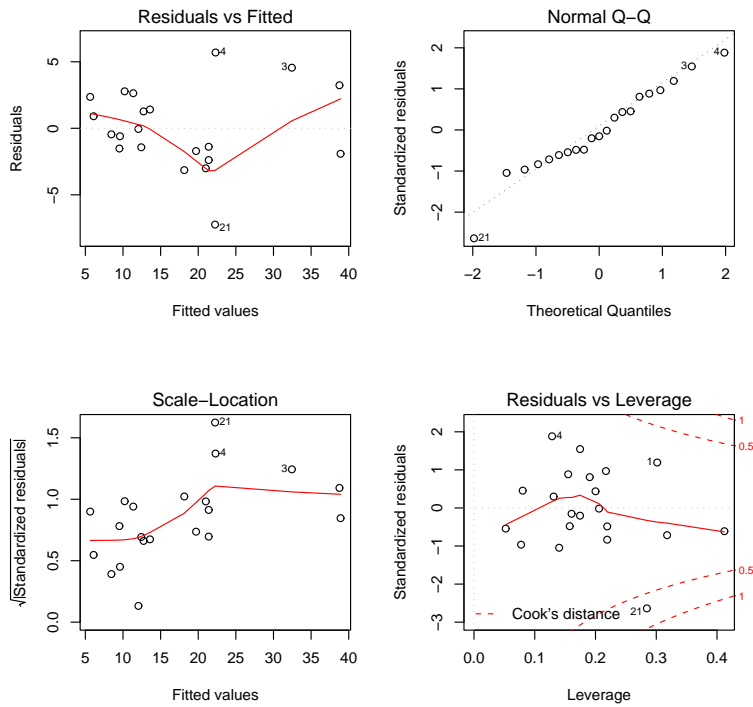 Residuals vs Fitted
Residuals
5
0
−5
4
3
21
5 10 15 20 25 30 35 40
Fitted values
Normal Q−Q
Standardized residuals
2
1
0
−1
−2
3
4
21
−2 −1 0 1 2
Theoretical Quantiles
Scale−Location
√|Standardized residuals|
1.5
1.0
0.5
0.0
21
4
3
5 10 15 20 25 30 35 40
Fitted values
Residuals vs Leverage
Standardized residuals
2
1
0
−1
−2
−3
4
1
21
1
0.5
0.5
1
Cook's distance
0.0 0.1 0.2 0.3 0.4
Leverage